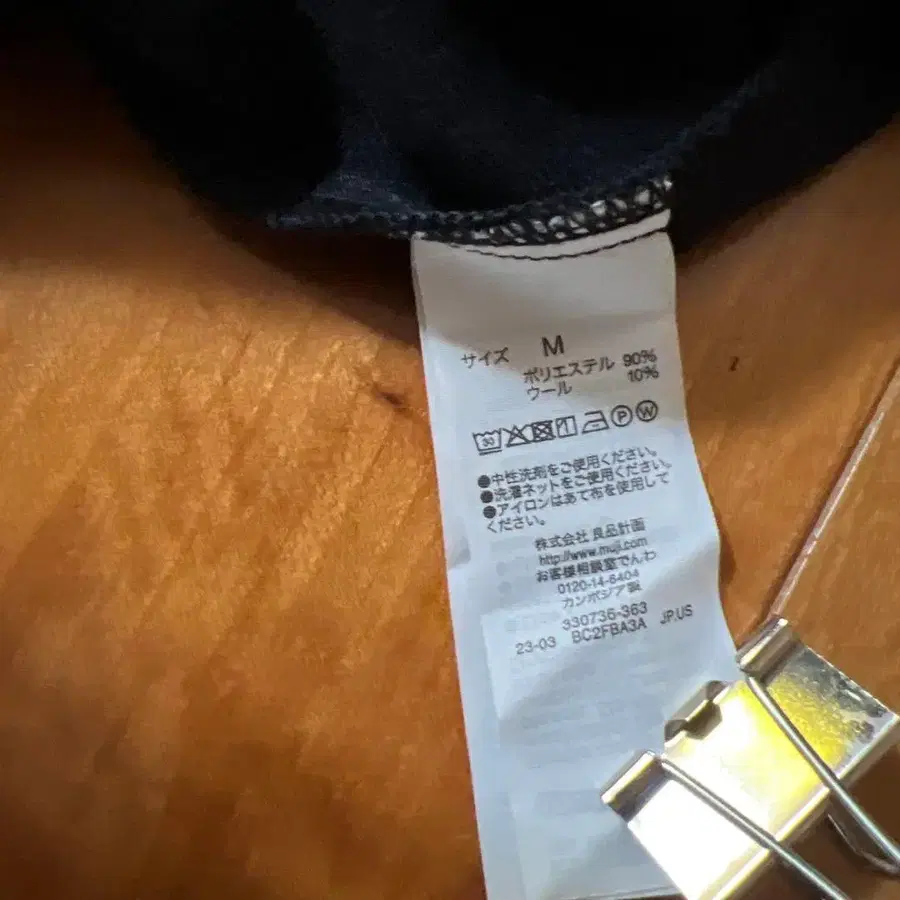 サイズ M
ポリエステル 90%
ウール 10%
30 P W
●中性洗剤をご使用ください。
●洗濯ネットをご使用ください。
●アイロンはあて布を使用して
ください。
株式会社 良品計画
http://www.muji.com
お客様相談室でんわ
0120-14-6404
カンボジア製
330736-363
23-03 BC2FBA3A JP.US